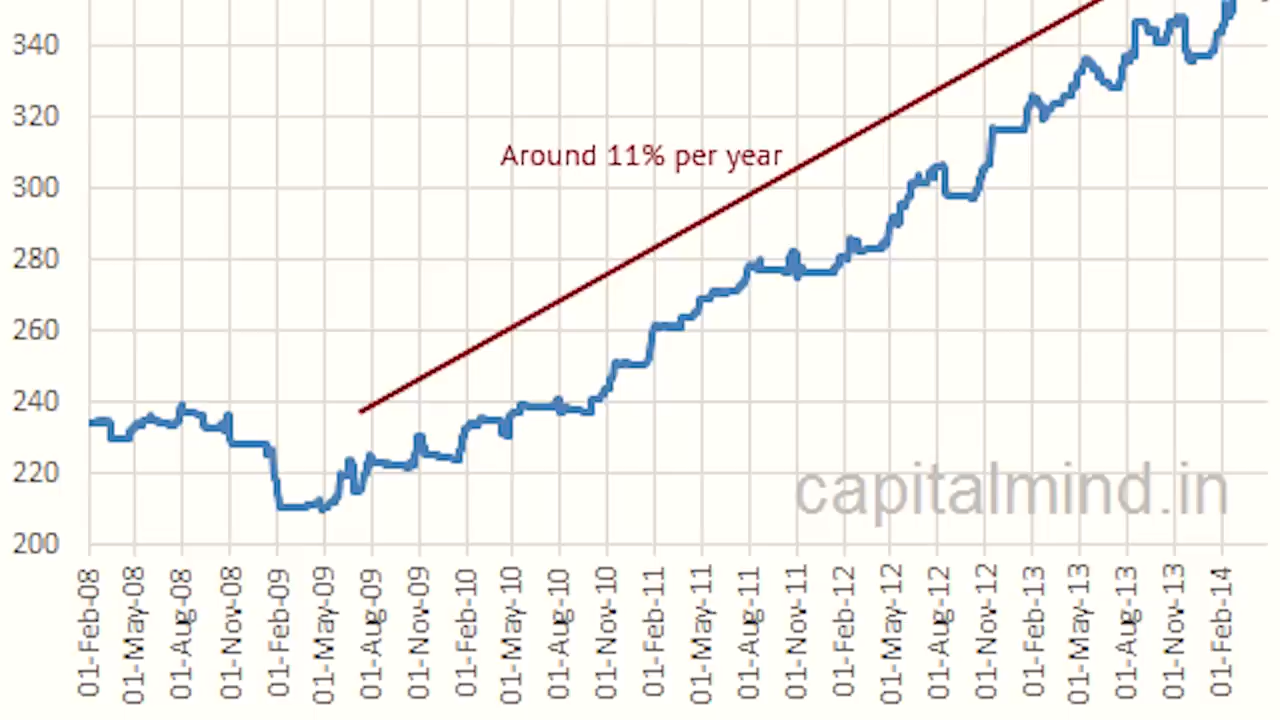 340
320
300
280
260
240
220
200
Around 11% per year
capitalmind.in
01-Feb-08
01-May-08
01-Aug-08
01-Nov-08
01-Feb-09
01-May-09
01-Aug-09
01-Nov-09
01-Feb-10
01-May-10
01-Aug-10
01-Nov-10
01-Feb-11
01-May-11
01-Aug-11
01-Nov-11
01-Feb-12
01-May-12
01-Aug-12
01-Nov-12
01-Feb-13
01-May-13
01-Aug-13
01-Nov-13
01-Feb-14